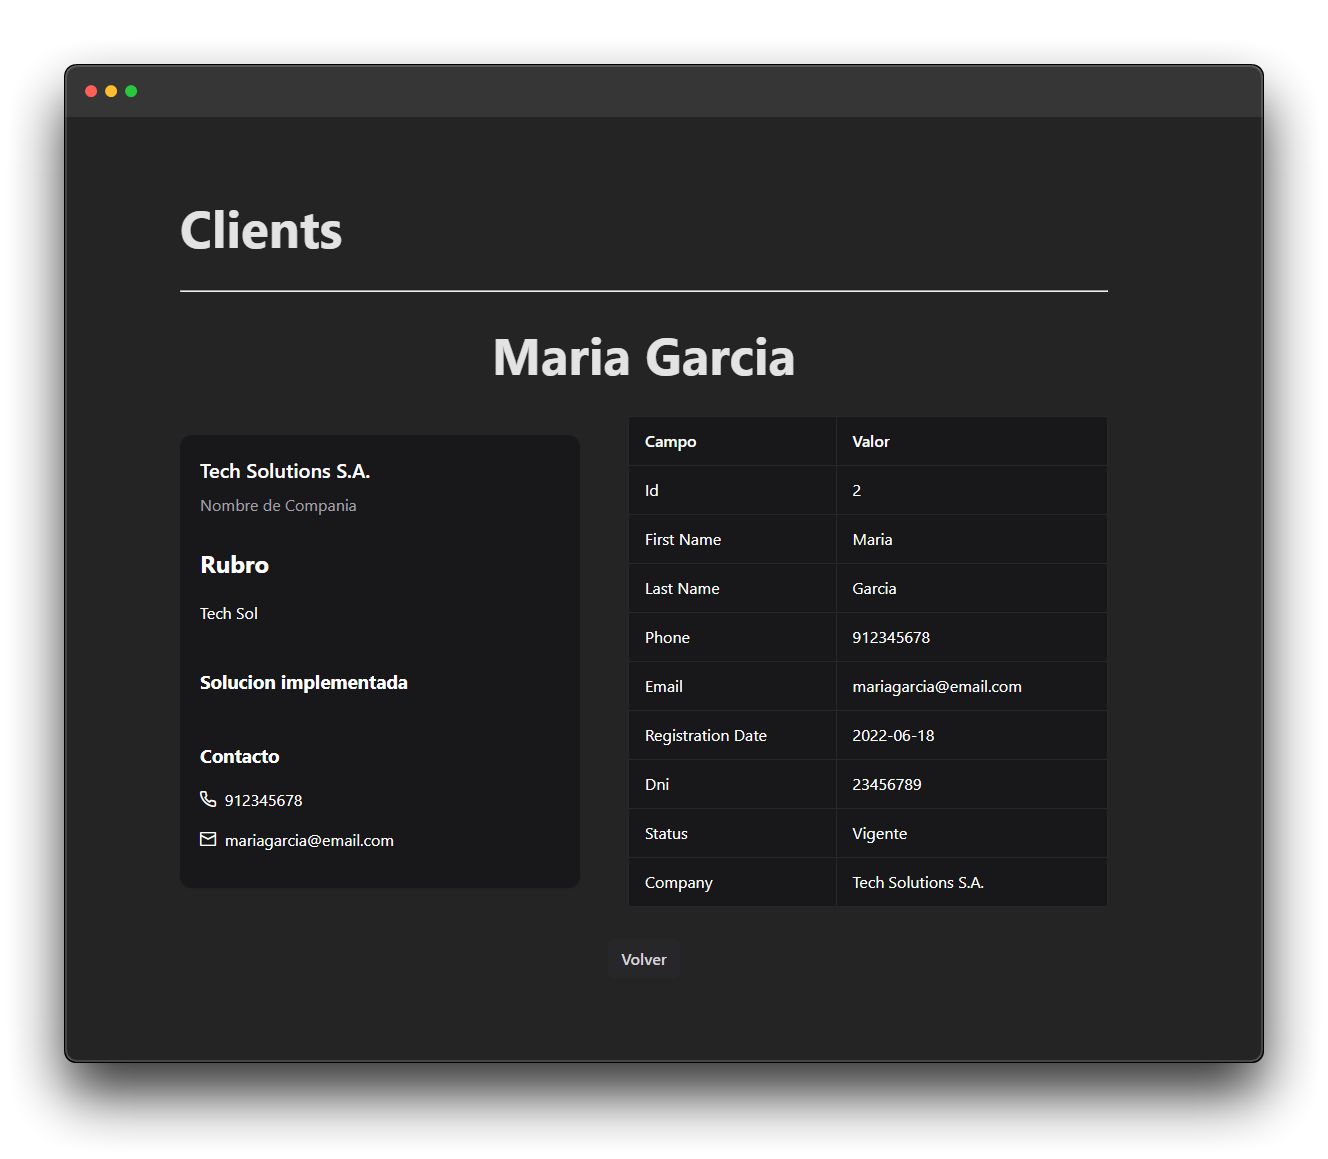 Clients
Maria Garcia
Tech Solutions S.A.
Nombre de Compania
Rubro
Tech Sol
Solucion implementada
Contacto
912345678
mariagarcia@email.com
Campo Valor
Id 2
First Name Maria
Last Name Garcia
Phone 912345678
Email mariagarcia@email.com
Registration Date 2022-06-18
Dni 23456789
Status Vigente
Company Tech Solutions S.A.
Volver